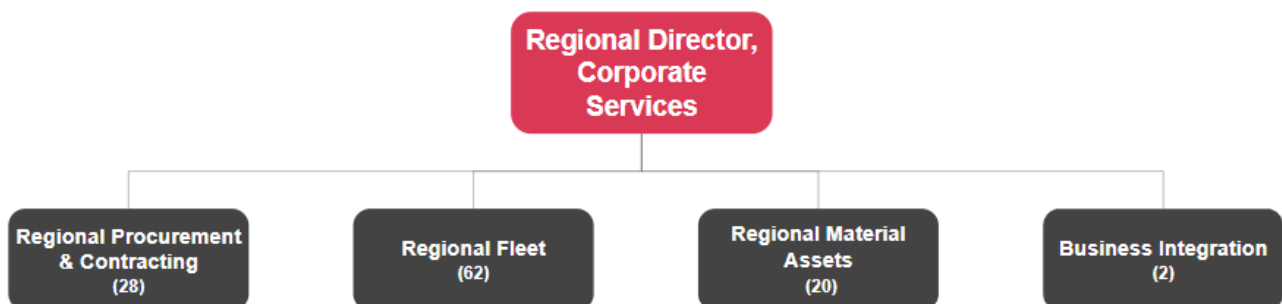 Regional Director,
Corporate
Services
Regional Procurement
& Contracting
(28)
Regional Fleet
(62)
Regional Material
Assets
(20)
Business Integration
(2)